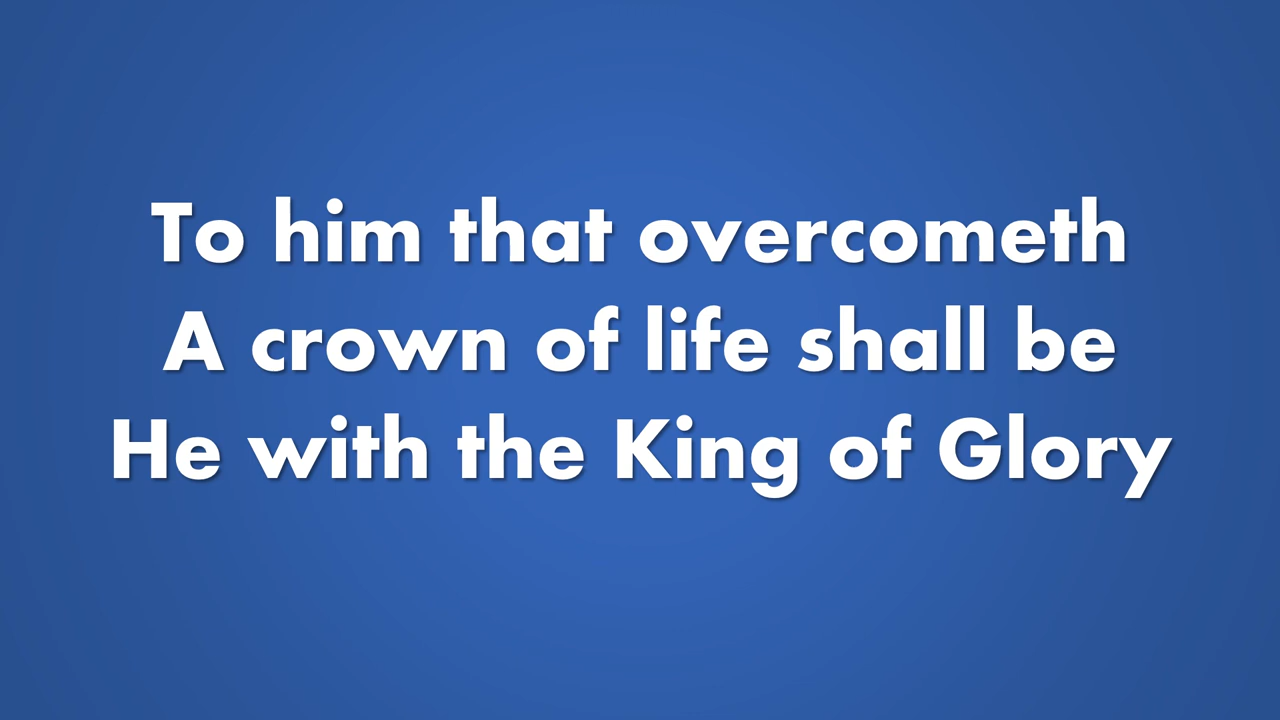 To him that overcometh
A crown of life shall be
He with the King of Glory